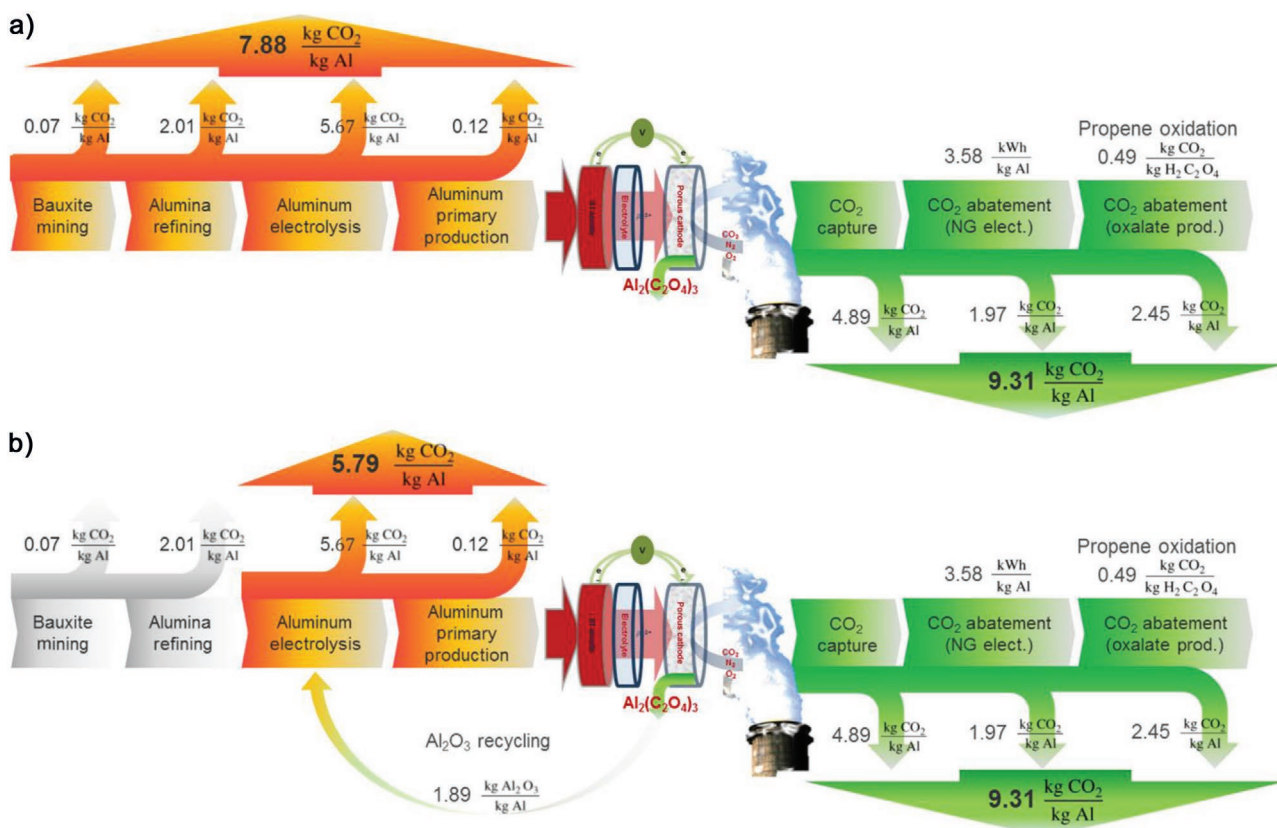 a)
7.88 kg CO₂ / kg Al
0.07 kg CO₂ / kg Al
2.01 kg CO₂ / kg Al
5.67 kg CO₂ / kg Al
0.12 kg CO₂ / kg Al
Bauxite
mining
Alumina
refining
Aluminum
electrolysis
Aluminum
primary
production
V
e
e
Electrolyte
Porous cathode
CO₂
N₂
O₂
Al₂(C₂O₄)₃
3.58 kWh / kg Al
Propene oxidation
0.49 kg CO₂ / kg H₂C₂O₄
CO₂
capture
CO₂ abatement
(NG elect.)
CO₂ abatement
(oxalate prod.)
4.89 kg CO₂ / kg Al
1.97 kg CO₂ / kg Al
2.45 kg CO₂ / kg Al
9.31 kg CO₂ / kg Al
b)
5.79 kg CO₂ / kg Al
0.07 kg CO₂ / kg Al
2.01 kg CO₂ / kg Al
5.67 kg CO₂ / kg Al
0.12 kg CO₂ / kg Al
Bauxite
mining
Alumina
refining
Aluminum
electrolysis
Aluminum
primary
production
V
e
e
Electrolyte
Porous cathode
CO₂
N₂
O₂
Al₂(C₂O₄)₃
Al₂O₃ recycling
1.89 kg Al₂O₃ / kg Al
3.58 kWh / kg Al
Propene oxidation
0.49 kg CO₂ / kg H₂C₂O₄
CO₂
capture
CO₂ abatement
(NG elect.)
CO₂ abatement
(oxalate prod.)
4.89 kg CO₂ / kg Al
1.97 kg CO₂ / kg Al
2.45 kg CO₂ / kg Al
9.31 kg CO₂ / kg Al